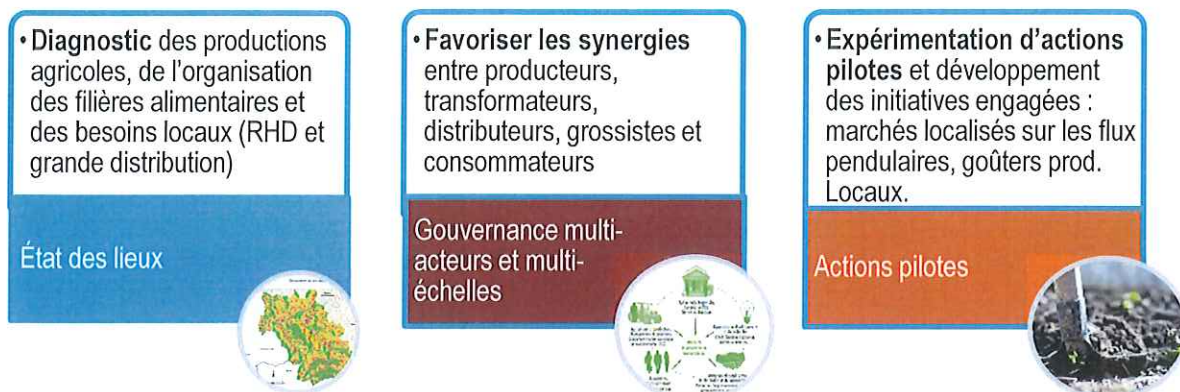 • Diagnostic des productions
agricoles, de l'organisation
des filières alimentaires et
des besoins locaux (RHD et
grande distribution)
État des lieux
• Favoriser les synergies
entre producteurs,
transformateurs,
distributeurs, grossistes et
consommateurs
Gouvernance multi-
acteurs et multi-
échelles
• Expérimentation d'actions
pilotes et développement
des initiatives engagées :
marchés localisés sur les flux
pendulaires, goûters prod.
Locaux.
Actions pilotes